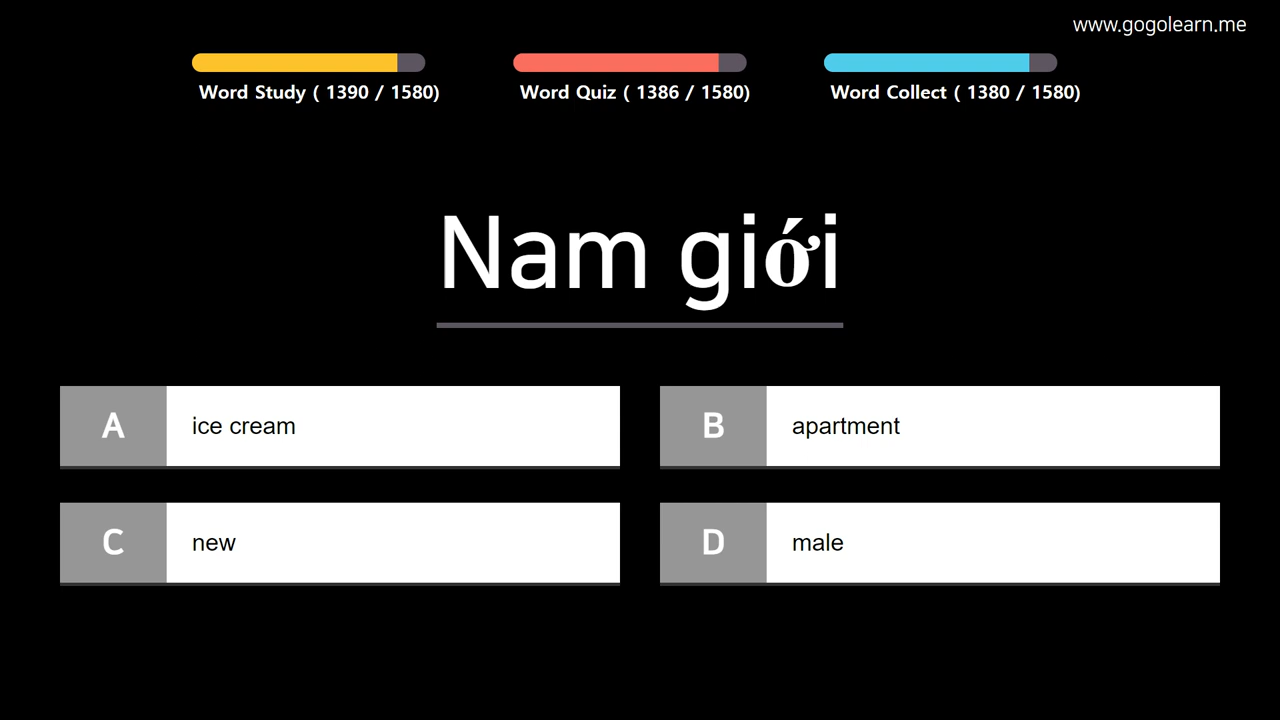 www.gogolearn.me
Word Study ( 1390 / 1580)
Word Quiz ( 1386 / 1580)
Word Collect ( 1380 / 1580)
Nam giới
A ice cream
B apartment
C new
D male